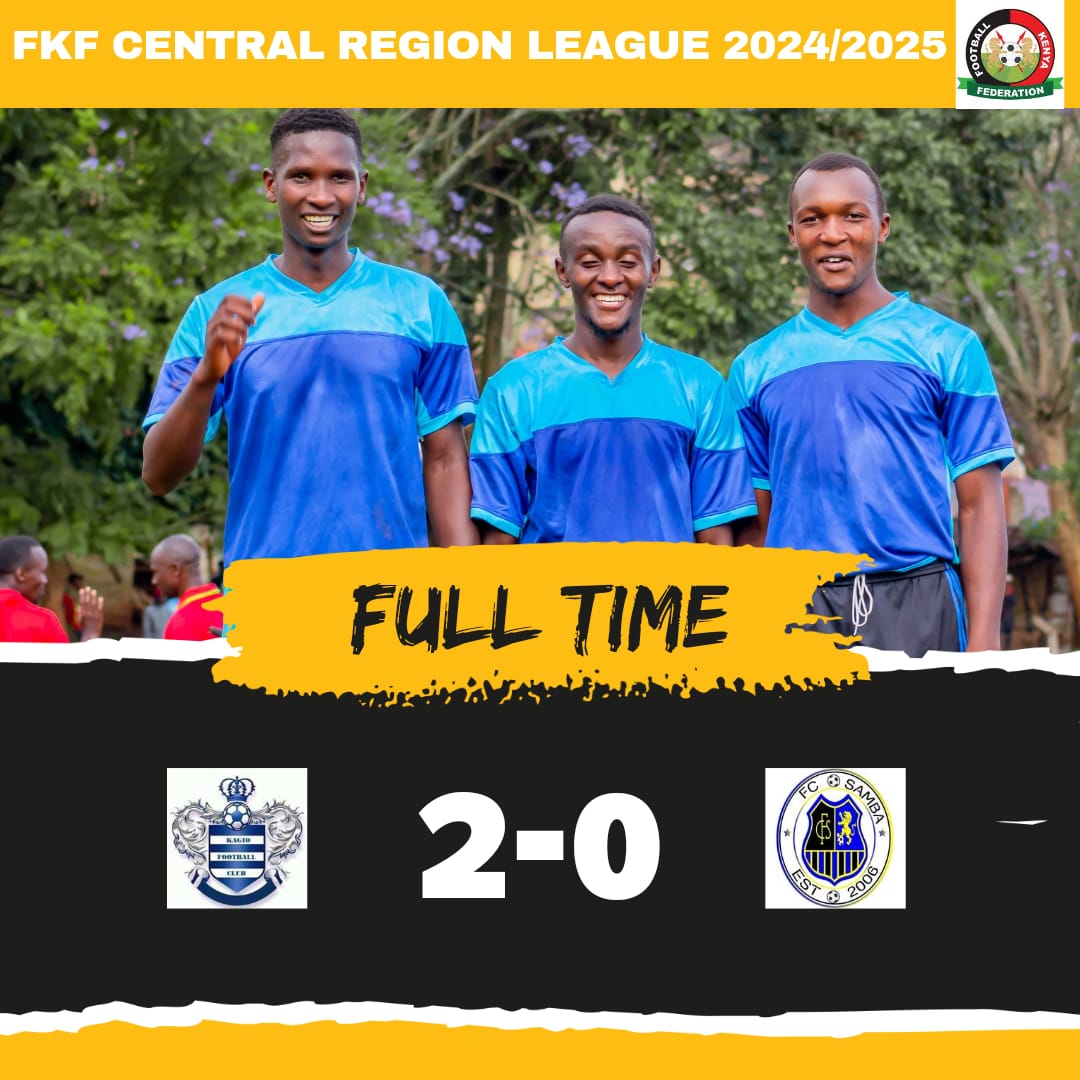 FKF CENTRAL REGION LEAGUE 2024/2025
FOOTBALL
KENYA
FEDERATION
FULL TIME
KAGIO
FOOTBALL
CLUB
2-0
FC SAMBA
EST 2006